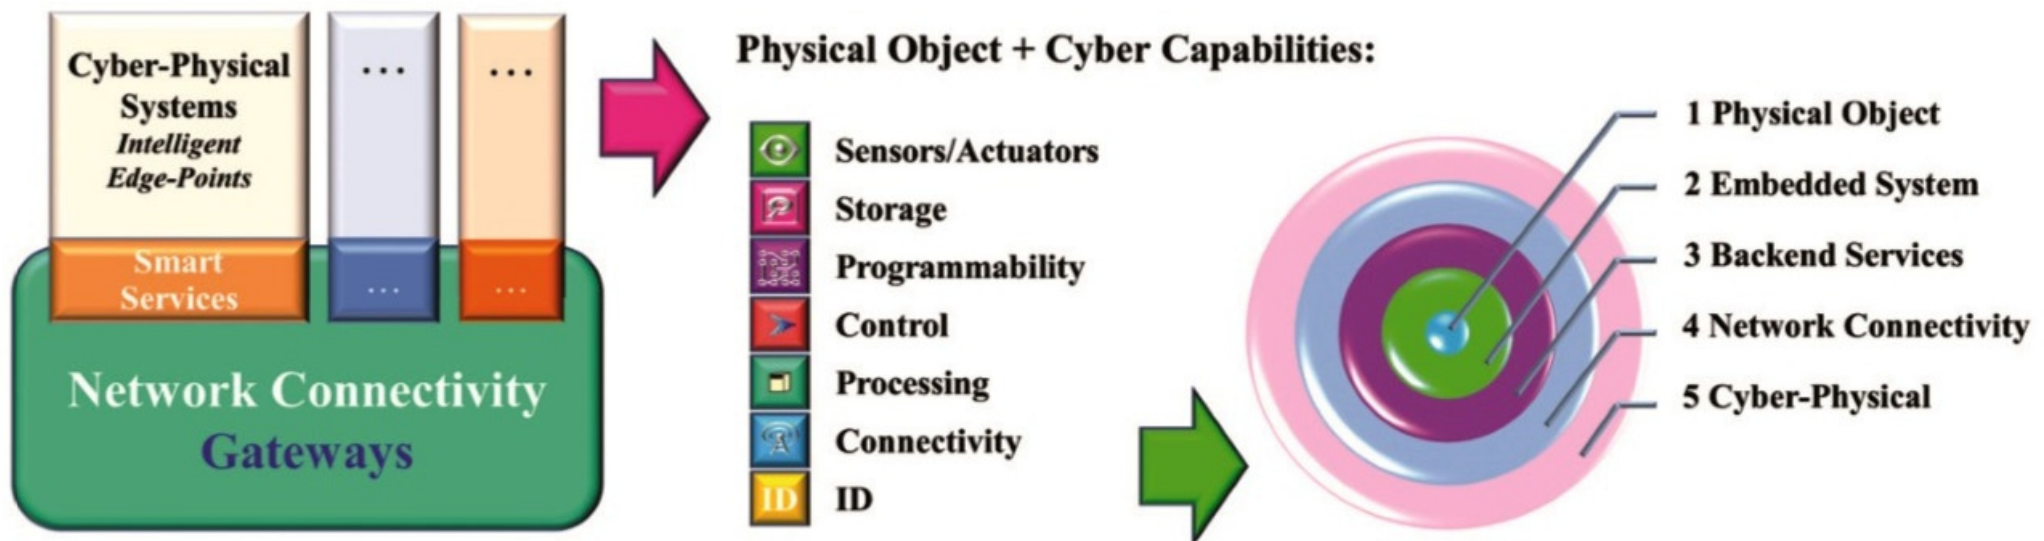 Cyber-Physical
Systems
Intelligent
Edge-Points
...
...
Smart
Services
...
...
Network Connectivity
Gateways
Physical Object + Cyber Capabilities:
Sensors/Actuators
Storage
Programmability
Control
Processing
Connectivity
ID
ID
1 Physical Object
2 Embedded System
3 Backend Services
4 Network Connectivity
5 Cyber-Physical